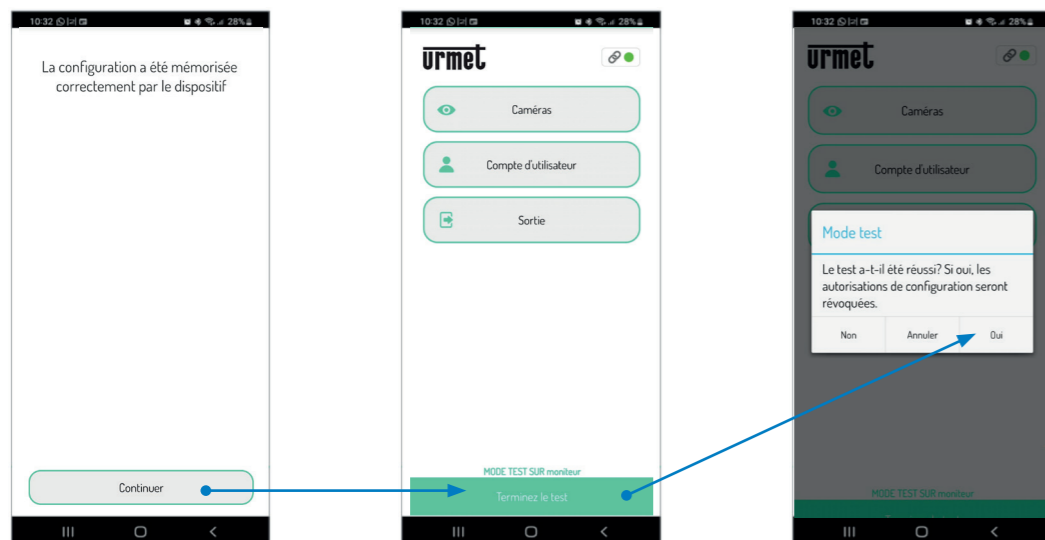 10:32 28%
La configuration a été mémorisée
correctement par le dispositif
Continuer
10:32 28%
urmet
Caméras
Compte d'utilisateur
Sortie
MODE TEST SUR moniteur
Terminez le test
10:32 28%
urmet
Caméras
Compte d'utilisateur
Mode test
Le test a-t-il été réussi? Si oui, les
autorisations de configuration seront
révoquées.
Non Annuler Oui
MODE TEST SUR moniteur